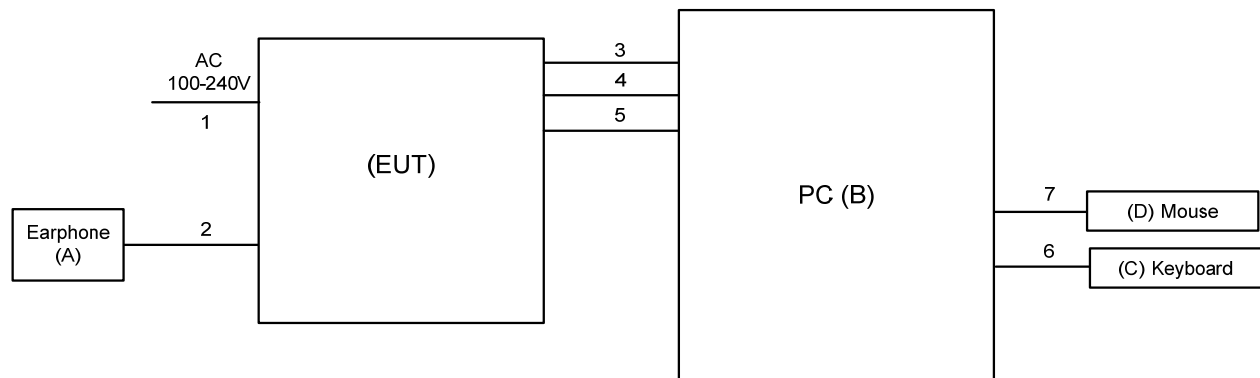 AC
100-240V
1
(EUT)
Earphone
(A)
2
3
4
5
PC (B)
7
(D) Mouse
6
(C) Keyboard